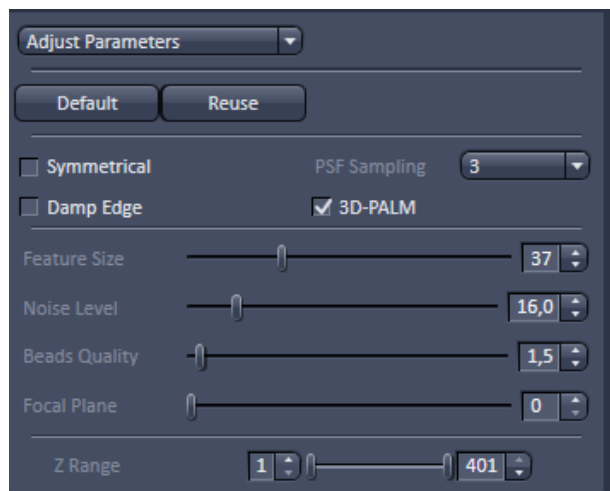 Adjust Parameters
Default Reuse
Symmetrical PSF Sampling 3
Damp Edge 3D-PALM
Feature Size 37
Noise Level 16,0
Beads Quality 1,5
Focal Plane 0
Z Range 1 401